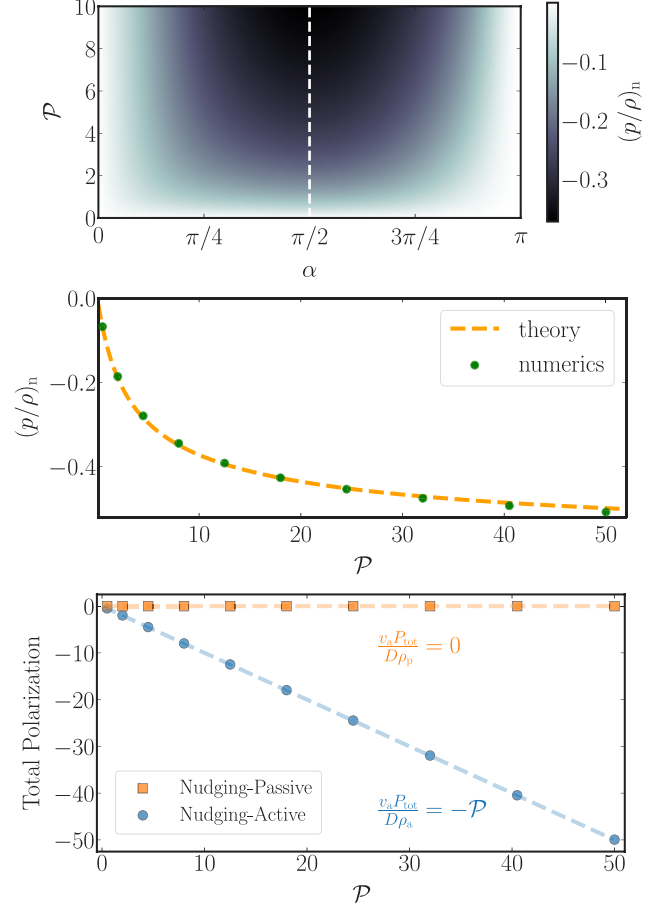 10
8
6
4
2
0
𝒫
0
π/4
π/2
3π/4
π
α
−0.1
−0.2
−0.3
(p/ρ)ₙ
0.0
−0.2
−0.4
(p/ρ)ₙ
theory
numerics
10
20
30
40
50
𝒫
0
−10
−20
−30
−40
−50
Total Polarization
vₐPₜₒₜ/Dρₚ = 0
Nudging-Passive
Nudging-Active
vₐPₜₒₜ/Dρₐ = −𝒫
0
10
20
30
40
50
𝒫